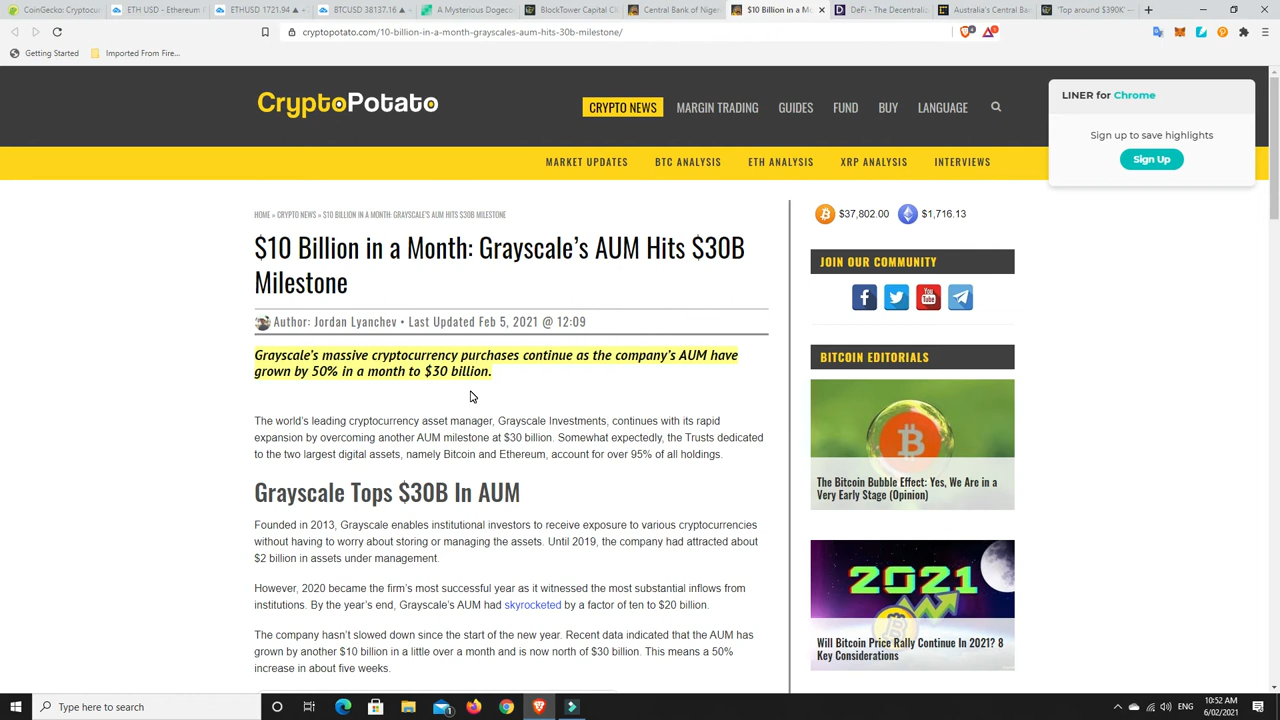 CoinGecko: Cryptocur
ETH USD - Ethereum
ETHUSD 1721.94 ▲
BTCUSD 38137.16 ▲
A Mysterious Dogeco
BlockTower Capital Cl
Central Bank of Niger
$10 Billion in a Mon
DeFi - The Decentrali
Australia's Central Ban
'Top around $390K'
cryptopotato.com/10-billion-in-a-month-grayscales-aum-hits-30b-milestone/
Getting Started
Imported From Fire...
CryptoPotato
CRYPTO NEWS MARGIN TRADING GUIDES FUND BUY LANGUAGE
MARKET UPDATES BTC ANALYSIS ETH ANALYSIS XRP ANALYSIS INTERVIEWS
LINER for Chrome
Sign up to save highlights
Sign Up
HOME » CRYPTO NEWS » $10 BILLION IN A MONTH: GRAYSCALE'S AUM HITS $30B MILESTONE
$10 Billion in a Month: Grayscale's AUM Hits $30B
Milestone
Author: Jordan Lyanchev • Last Updated Feb 5, 2021 @ 12:09
Grayscale's massive cryptocurrency purchases continue as the company's AUM have
grown by 50% in a month to $30 billion.
The world's leading cryptocurrency asset manager, Grayscale Investments, continues with its rapid
expansion by overcoming another AUM milestone at $30 billion. Somewhat expectedly, the Trusts dedicated
to the two largest digital assets, namely Bitcoin and Ethereum, account for over 95% of all holdings.
Grayscale Tops $30B In AUM
Founded in 2013, Grayscale enables institutional investors to receive exposure to various cryptocurrencies
without having to worry about storing or managing the assets. Until 2019, the company had attracted about
$2 billion in assets under management.
However, 2020 became the firm's most successful year as it witnessed the most substantial inflows from
institutions. By the year's end, Grayscale's AUM had skyrocketed by a factor of ten to $20 billion.
The company hasn't slowed down since the start of the new year. Recent data indicated that the AUM has
grown by another $10 billion in a little over a month and is now north of $30 billion. This means a 50%
increase in about five weeks.
$37,802.00 $1,716.13
JOIN OUR COMMUNITY
You
Tube
BITCOIN EDITORIALS
The Bitcoin Bubble Effect: Yes, We Are in a
Very Early Stage (Opinion)
2021
Will Bitcoin Price Rally Continue In 2021? 8
Key Considerations
Type here to search
ENG
10:52 AM
6/02/2021